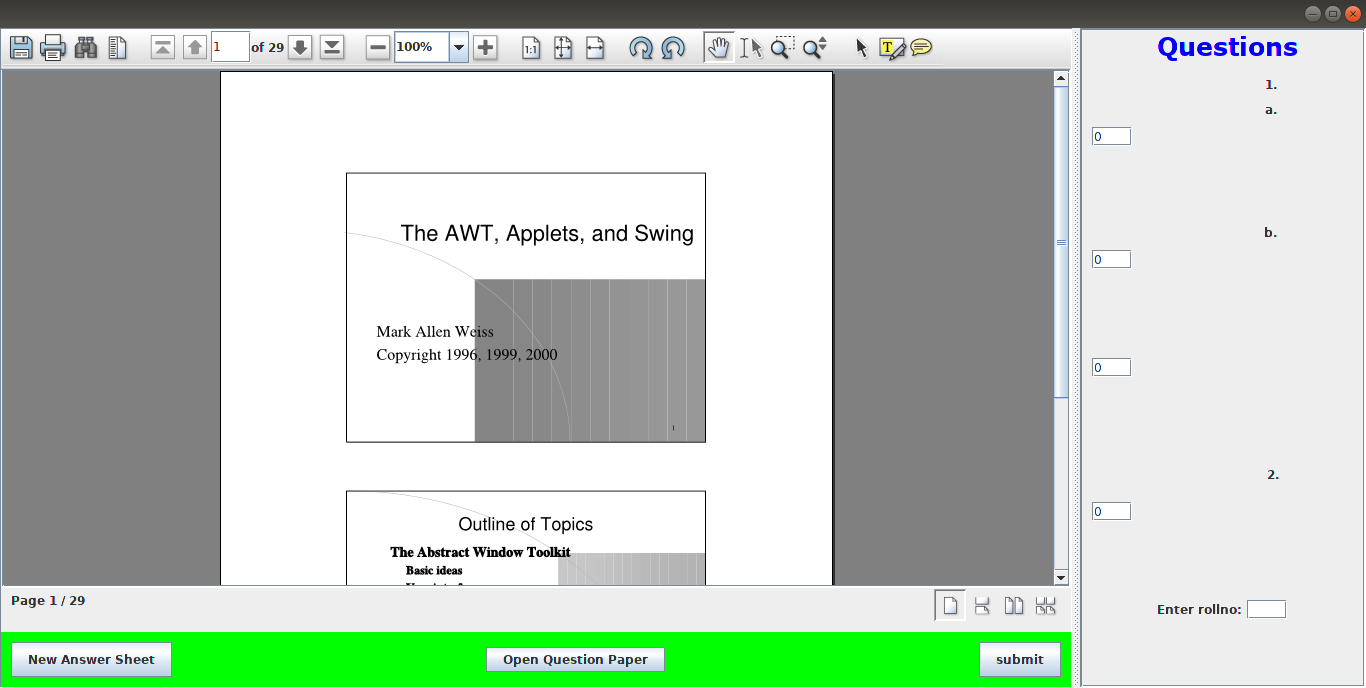 1 of 29 100% 1:1 T
Questions
1.
a.
0
b.
0
0
2.
0
Enter rollno:
The AWT, Applets, and Swing
Mark Allen Weiss
Copyright 1996, 1999, 2000
1
Outline of Topics
The Abstract Window Toolkit
Basic ideas
Page 1 / 29
New Answer Sheet
Open Question Paper
submit